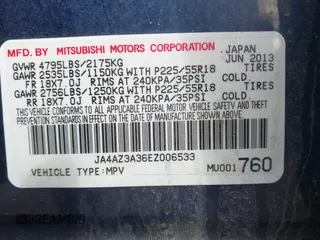 MFD. BY MITSUBISHI MOTORS CORPORATION JAPAN
GVWR 4795LBS/2175KG JUN 2013
GAWR 2535LBS/1150KG WITH P225/55R18 TIRES
FR 18X7.0J RIMS AT 240KPA/35PSI COLD.
GAWR 2756LBS/1250KG WITH P225/55R18 TIRES
RR 18X7.0J RIMS AT 240KPA/35PSI COLD.
THIS VEHICLE CONFORMS TO ALL APPLICABLE FEDERAL MOTOR VEHICLE SAFETY AND
THEFT PREVENTION STANDARDS IN EFFECT ON THE DATE OF MANUFACTURE SHOWN ABOVE.
JA4AZ3A36EZ006533
VEHICLE TYPE:MPV MU001760
DREAMS